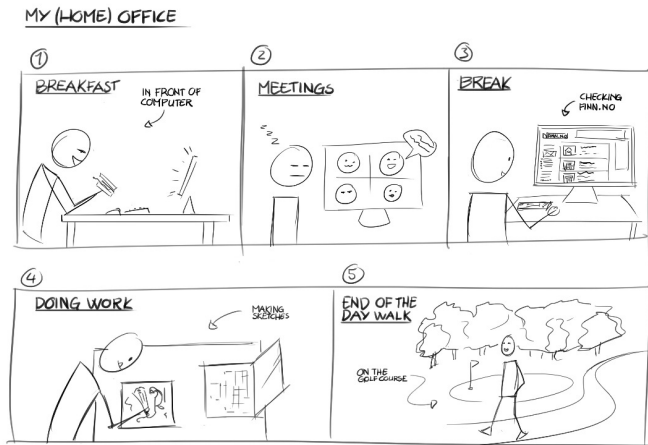 MY (HOME) OFFICE
1
BREAKFAST
IN FRONT OF
COMPUTER
2
MEETINGS
zzz
3
BREAK
CHECKING
FINN.NO
4
DOING WORK
MAKING
SKETCHES
5
END OF THE
DAY WALK
ON THE
GOLF COURSE